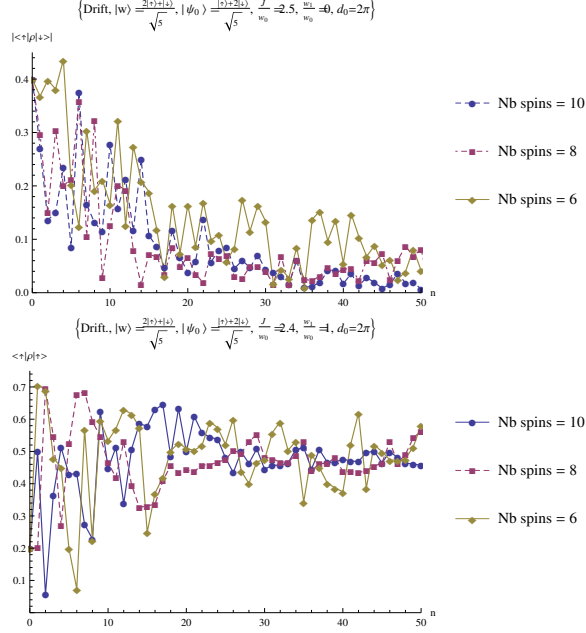 {Drift, |w⟩ = 2|↑⟩+|↓⟩/√5, |ψ₀⟩ = |↑⟩+2|↓⟩/√5, J/w₀ = 2.5, w₁/w₀ = 0, d₀=2π}
|<↑|ρ|↓>|
0.4
0.3
0.2
0.1
0.0
0 10 20 30 40 50
n
Nb spins = 10
Nb spins = 8
Nb spins = 6
{Drift., |w⟩ = 2|↑⟩+|↓⟩/√5, |ψ₀⟩ = |↑⟩+2|↓⟩/√5, J/w₀ = 2.4, w₁/w₀ = 1, d₀=2π}
<↑|ρ|↑>
0.7
0.6
0.5
0.4
0.3
0.2
0.1
0 10 20 30 40 50
n
Nb spins = 10
Nb spins = 8
Nb spins = 6